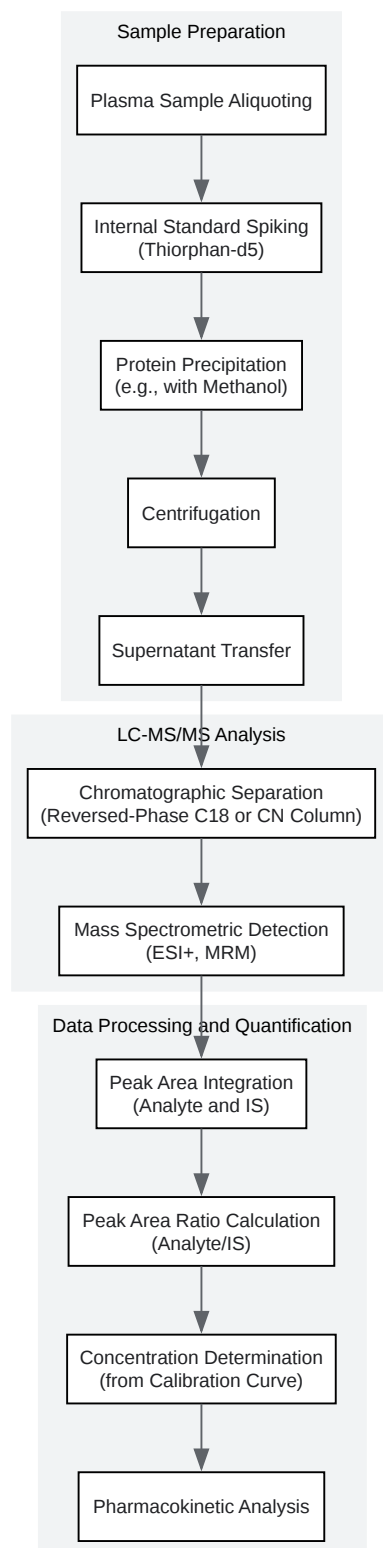 Sample Preparation
Plasma Sample Aliquoting
Internal Standard Spiking
(Thiorphan-d5)
Protein Precipitation
(e.g., with Methanol)
Centrifugation
Supernatant Transfer
LC-MS/MS Analysis
Chromatographic Separation
(Reversed-Phase C18 or CN Column)
Mass Spectrometric Detection
(ESI+, MRM)
Data Processing and Quantification
Peak Area Integration
(Analyte and IS)
Peak Area Ratio Calculation
(Analyte/IS)
Concentration Determination
(from Calibration Curve)
Pharmacokinetic Analysis